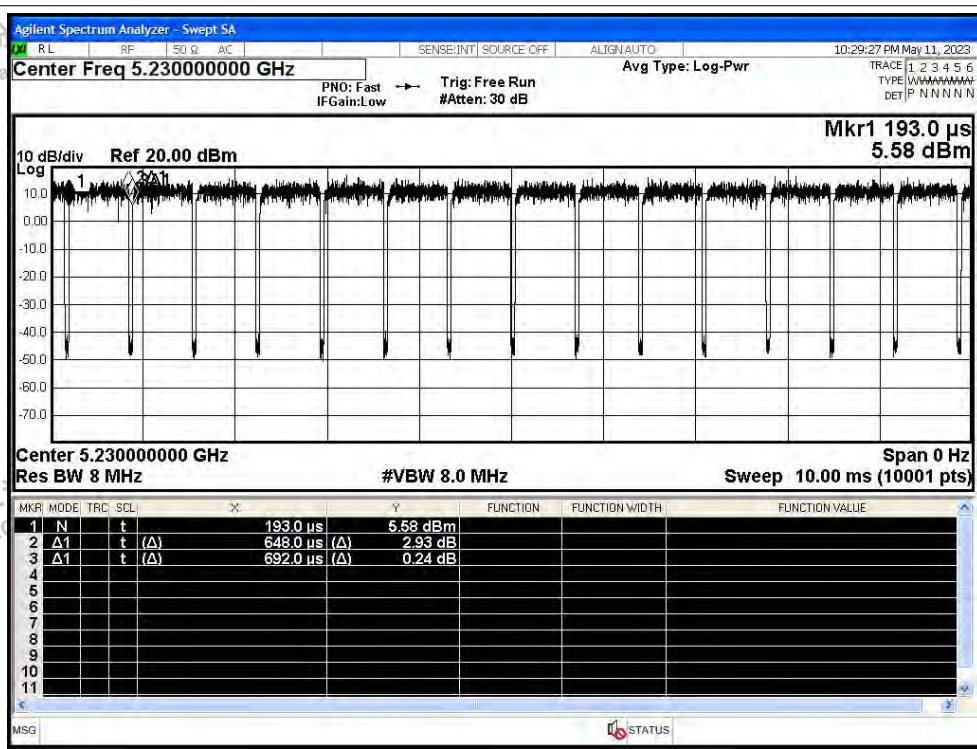 Agilent Spectrum Analyzer - Swept SA
RL RF 50 Ω AC SENSE:INT SOURCE OFF ALIGN AUTO 10:29:27 PM May 11, 2023
Center Freq 5.230000000 GHz Avg Type: Log-Pwr TRACE 1 2 3 4 5 6
PNO: Fast Trig: Free Run TYPE
IFGain:Low #Atten: 30 dB DET P N N N N N
Mkr1 193.0 µs
10 dB/div Ref 20.00 dBm 5.58 dBm
Log
1
10.0
0.00
-10.0
-20.0
-30.0
-40.0
-50.0
-60.0
-70.0
Center 5.230000000 GHz Span 0 Hz
Res BW 8 MHz #VBW 8.0 MHz Sweep 10.00 ms (10001 pts)
MKR MODE TRC SCL X Y FUNCTION FUNCTION WIDTH FUNCTION VALUE
1 N t 193.0 µs 5.58 dBm
2 Δ1 t (Δ) 648.0 µs (Δ) 2.93 dB
3 Δ1 t (Δ) 692.0 µs (Δ) 0.24 dB
4
5
6
7
8
9
10
11
MSG STATUS